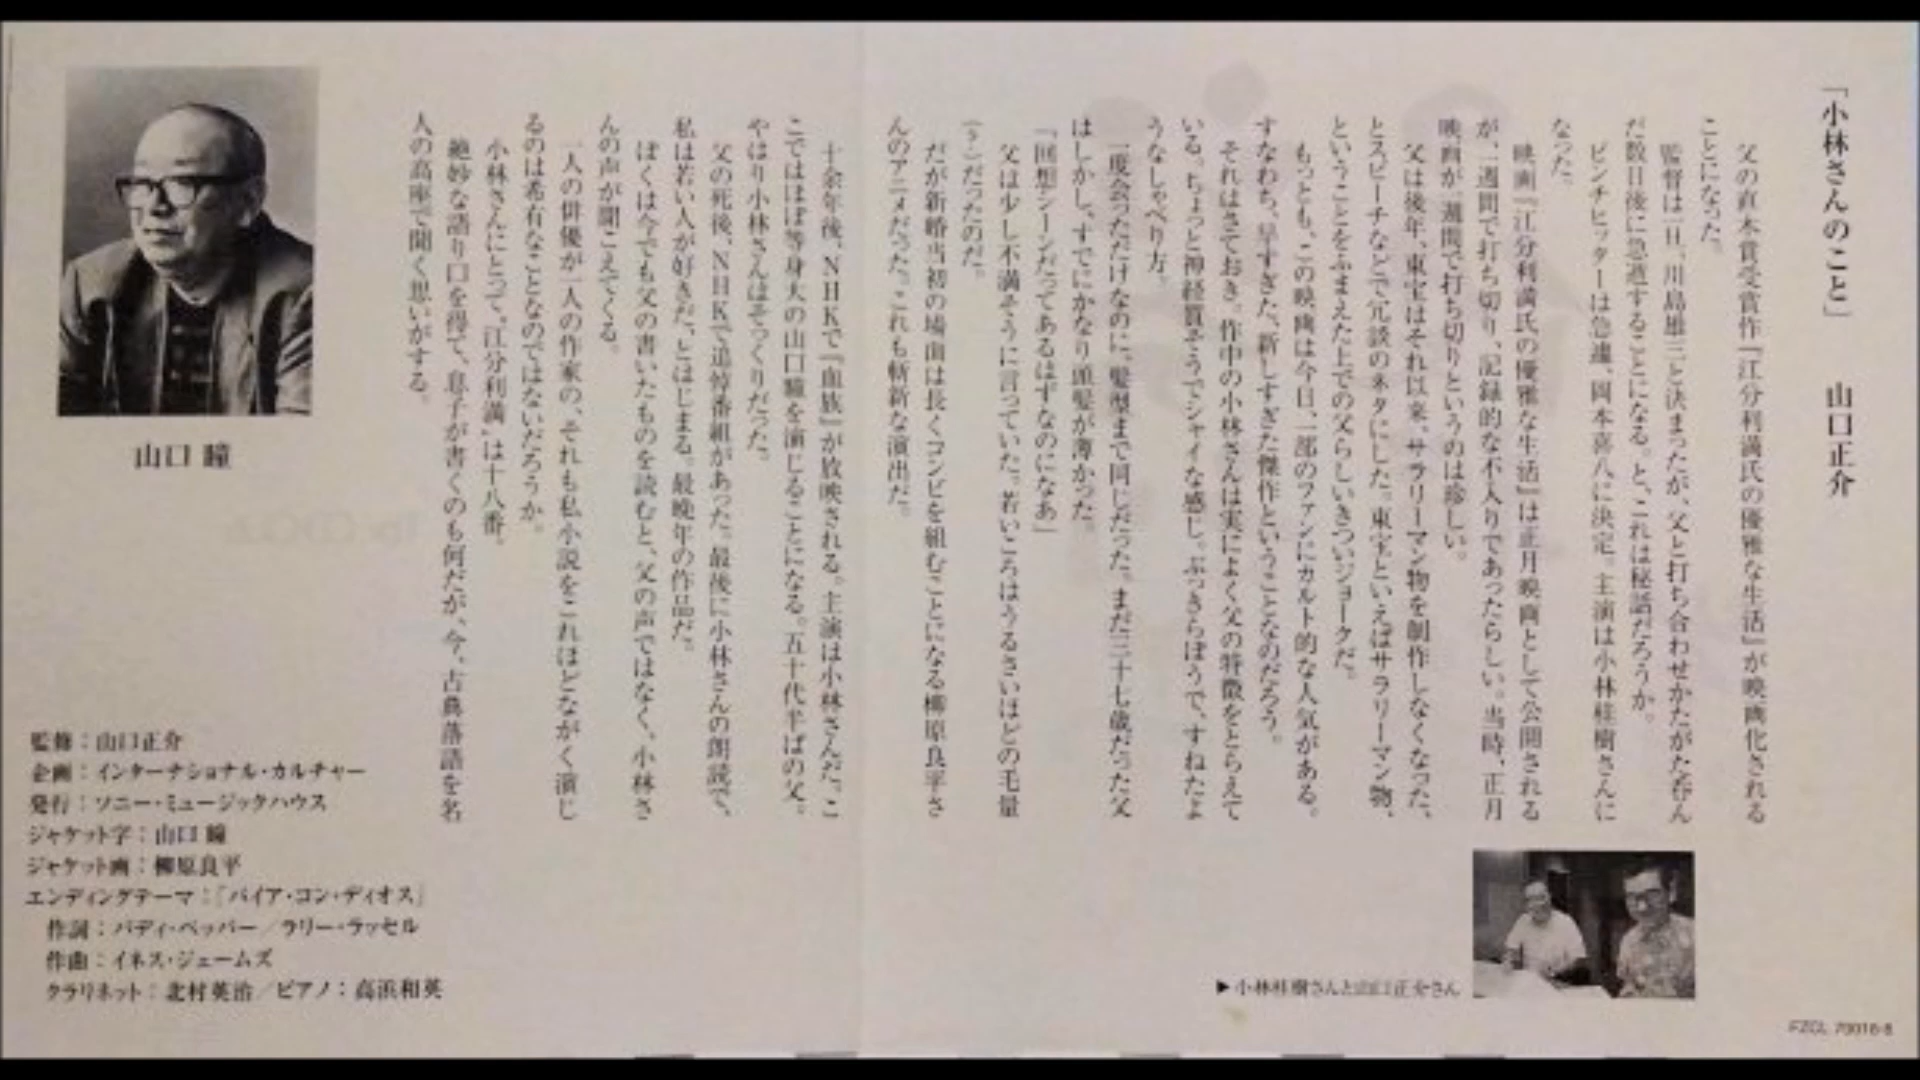 「小林さんのこと」 山口正介
父の直木賞受賞作『江分利満氏の優雅な生活』が映画化される
ことになった。
監督は一旦、川島雄三と決まったが、父と打ち合わせかたがた呑ん
だ数日後に急逝することになる。と、これは秘話だろうか。
ピンチヒッターは急遽、岡本喜八に決定。主演は小林桂樹さんに
なった。
映画『江分利満氏の優雅な生活』は正月映画として公開される
が、一週間で打ち切り、記録的な不入りであったらしい。当時、正月
映画が一週間で打ち切りというのは珍しい。
父は後年、東宝はそれ以来、サラリーマン物を制作しなくなった、
とスピーチなどで冗談のネタにした。東宝といえばサラリーマン物、
ということをふまえた上での父らしいきついジョークだ。
もっとも、この映画は今日、一部のファンにカルト的な人気がある。
すなわち、早すぎた、新しすぎた傑作ということなのだろう。
それはさておき。作中の小林さんは実によく父の特徴をとらえて
いる。ちょっと神経質そうでシャイな感じ。ぶっきらぼうで、すねたよ
うなしゃべり方。
一度会っただけなのに、髪型まで同じだった。まだ三十七歳だった父
はしかし、すでにかなり頭髪が薄かった。
「回想シーンだってあるはずなのになあ」
父は少し不満そうに言っていた。若いころはうるさいほどの毛量
(?)だったのだ。
だが新婚当初の場面は長くコンビを組むことになる柳原良平さ
んのアニメだった。これも斬新な演出だ。
十余年後、NHKで『血族』が放映される。主演は小林さんだ。こ
こではほぼ等身大の山口瞳を演じることになる。五十代半ばの父。
やはり小林さんはそっくりだった。
父の死後、NHKで追悼番組があった。最後に小林さんの朗読で、
私は若い人が好きだ、とはじまる。最晩年の作品だ。
ぼくは今でも父の書いたものを読むと、父の声ではなく、小林さ
んの声が聞こえてくる。
一人の俳優が一人の作家の、それも私小説をこれほどながく演じ
るのは希有なことなのではないだろうか。
小林さんにとって、「江分利満」は十八番。
絶妙な語り口を得て、息子が書くのも何だが、今、古典落語を名
人の高座で聞く思いがする。
▶小林桂樹さんと山口正介さん
山口 瞳
監修：山口正介
企画：インターナショナル・カルチャー
発行：ソニー・ミュージックハウス
ジャケット字：山口 瞳
ジャケット画：柳原良平
エンディングテーマ：「バイア・コン・ディオス」
作詞：バディ・ペッパー／ラリー・ラッセル
作曲：イネス・ジェームズ
クラリネット：北村英治／ピアノ：高浜和英